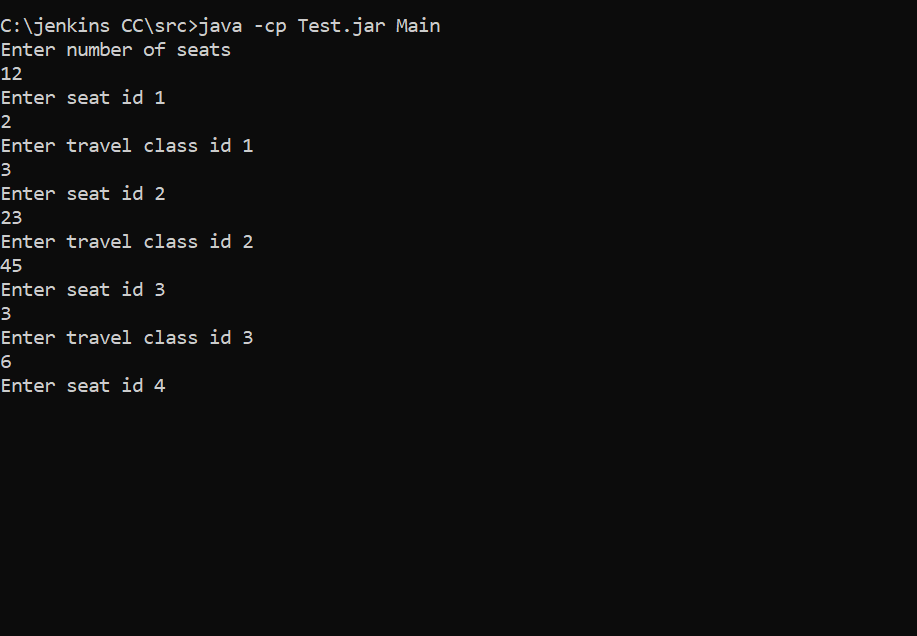 C:\jenkins CC\src>java -cp Test.jar Main
Enter number of seats
12
Enter seat id 1
2
Enter travel class id 1
3
Enter seat id 2
23
Enter travel class id 2
45
Enter seat id 3
3
Enter travel class id 3
6
Enter seat id 4